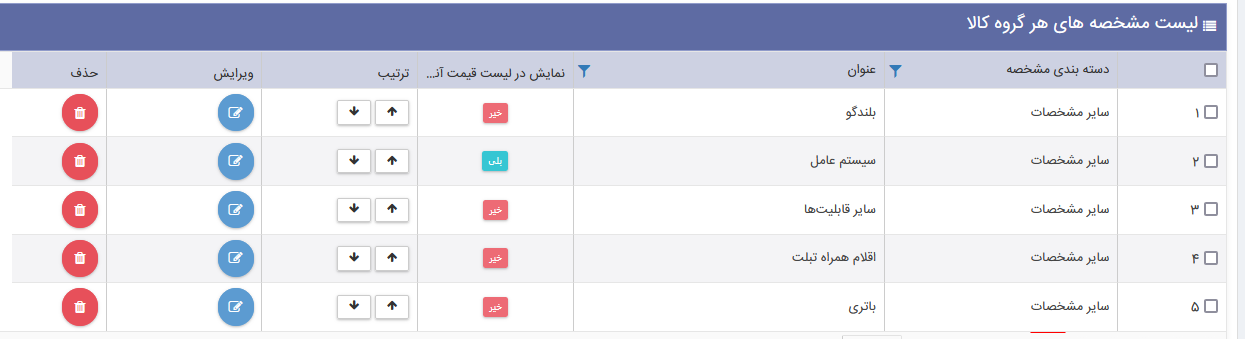 لیست مشخصه های هر گروه کالا
دسته بندی مشخصه عنوان نمایش در لیست قیمت آنـ... ترتیب ویرایش حذف
۱ سایر مشخصات بلندگو خیر
۲ سایر مشخصات سیستم عامل بلی
۳ سایر مشخصات سایر قابلیت‌ها خیر
۴ سایر مشخصات اقلام همراه تبلت خیر
۵ سایر مشخصات باتری خیر